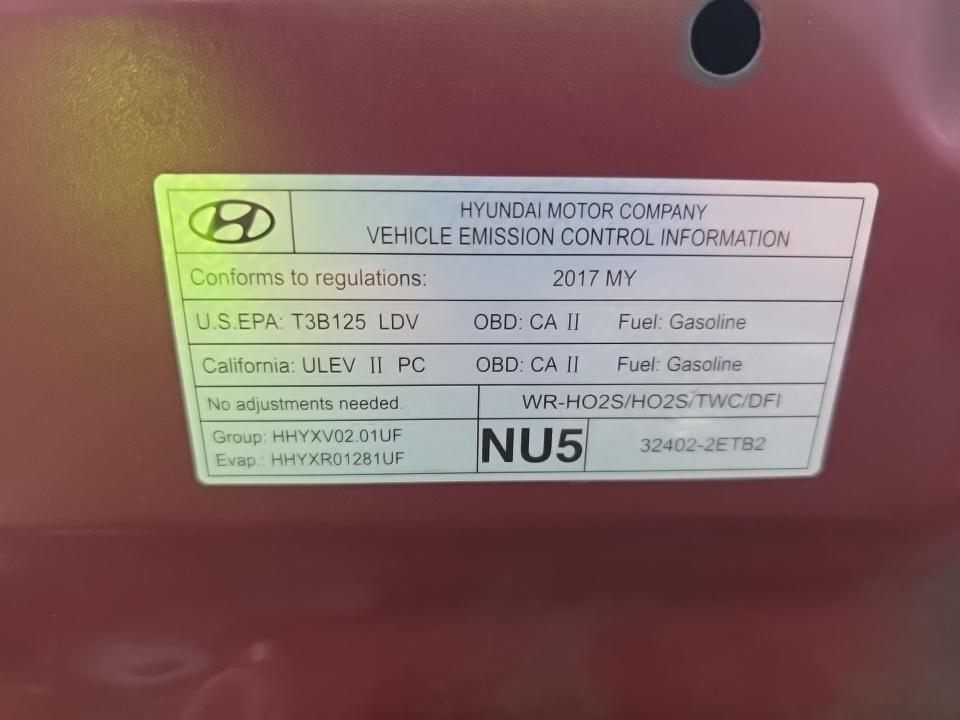 HYUNDAI MOTOR COMPANY
VEHICLE EMISSION CONTROL INFORMATION
Conforms to regulations: 2017 MY
U.S.EPA: T3B125 LDV OBD: CA II Fuel: Gasoline
California: ULEV II PC OBD: CA II Fuel: Gasoline
No adjustments needed. WR-HO2S/HO2S/TWC/DFI
Group: HHYXV02.01UF
Evap.: HHYXR01281UF
NU5 32402-2ETB2